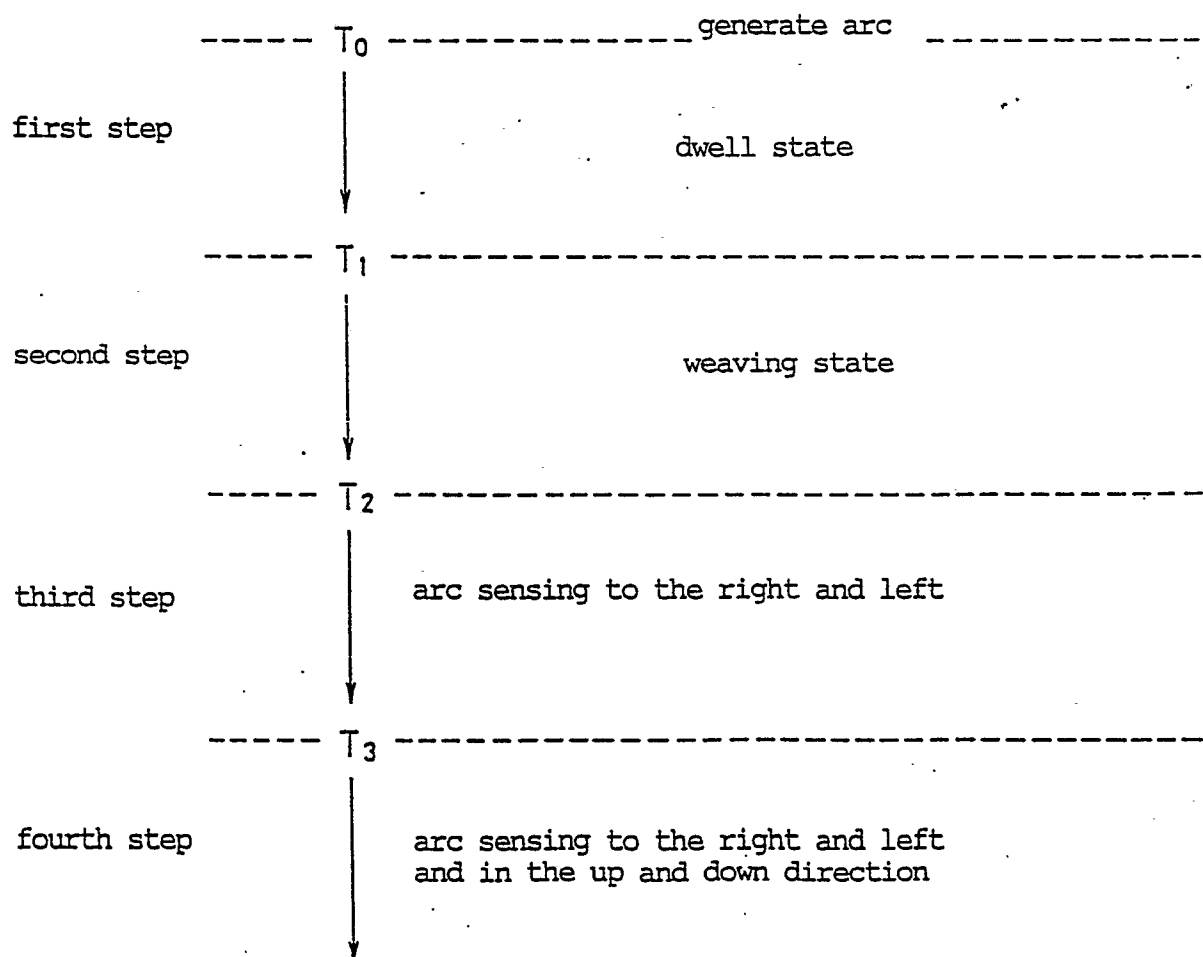 T0 generate arc
first step
dwell state
T1
second step
weaving state
T2
third step
arc sensing to the right and left
T3
fourth step
arc sensing to the right and left
and in the up and down direction